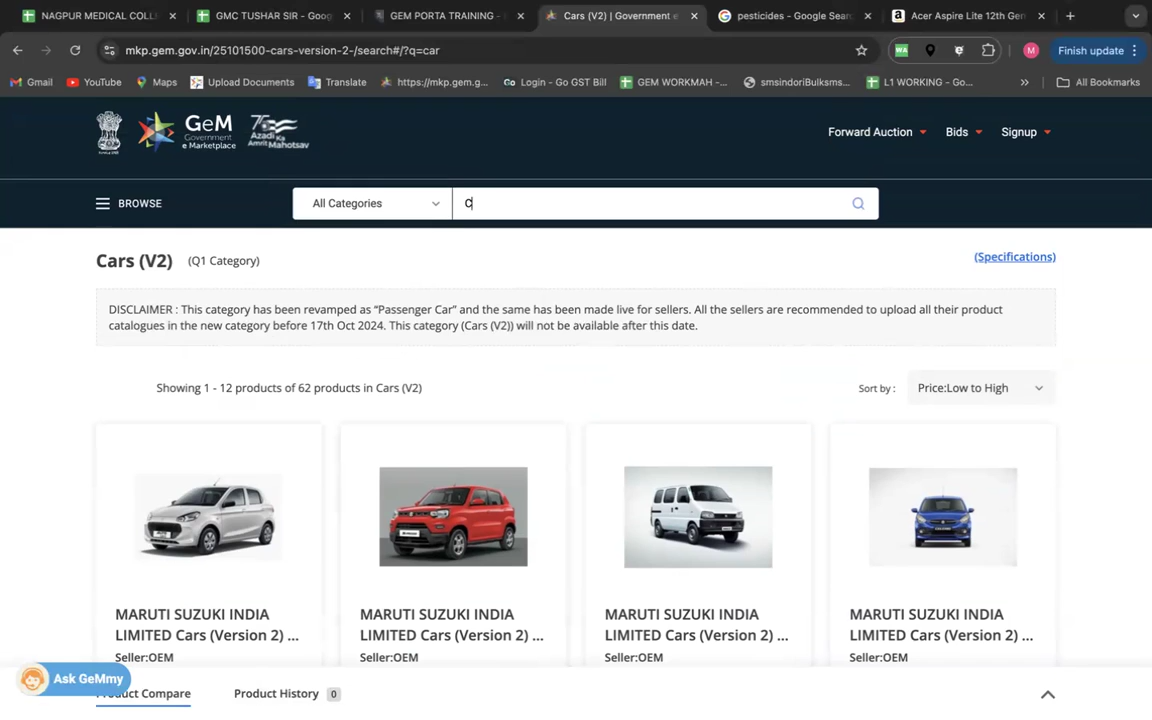 NAGPUR MEDICAL COLL
GMC TUSHAR SIR - Goog
GEM PORTA TRAINING -
Cars (V2) | Government e
pesticides - Google Searc
Acer Aspire Lite 12th Gen
mkp.gem.gov.in/25101500-cars-version-2-/search#/?q=car
WA
M
Finish update
Gmail
YouTube
Maps
Upload Documents
Translate
https://mkp.gem.g...
Go Login - Go GST Bill
GEM WORKMAH -...
smsindoriBulksms...
L1 WORKING - Go...
All Bookmarks
GeM
Government
e Marketplace
75
Azadi Ka
Amrit Mahotsav
Forward Auction
Bids
Signup
BROWSE
All Categories
C
Cars (V2) (Q1 Category)
(Specifications)
DISCLAIMER : This category has been revamped as “Passenger Car” and the same has been made live for sellers. All the sellers are recommended to upload all their product
catalogues in the new category before 17th Oct 2024. This category (Cars (V2)) will not be available after this date.
Showing 1 - 12 products of 62 products in Cars (V2)
Sort by :
Price:Low to High
MARUTI SUZUKI INDIA
LIMITED Cars (Version 2) ...
Seller:OEM
MARUTI SUZUKI INDIA
LIMITED Cars (Version 2) ...
Seller:OEM
MARUTI SUZUKI INDIA
LIMITED Cars (Version 2) ...
Seller:OEM
MARUTI SUZUKI INDIA
LIMITED Cars (Version 2) ...
Seller:OEM
Ask GeMmy
Product Compare
Product History 0